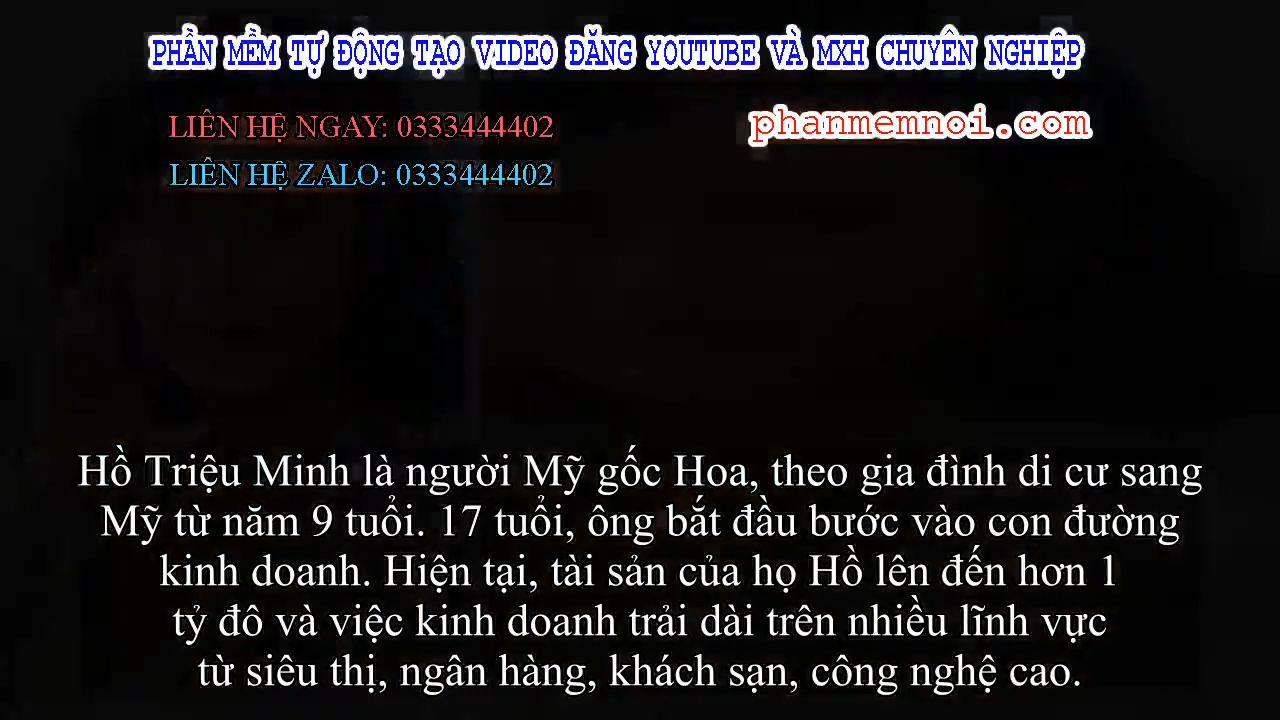 PHẦN MỀM TỰ ĐỘNG TẠO VIDEO ĐĂNG YOUTUBE VÀ MXH CHUYÊN NGHIỆP
LIÊN HỆ NGAY: 0333444402
phanmemnoi.com
LIÊN HỆ ZALO: 0333444402
Hồ Triệu Minh là người Mỹ gốc Hoa, theo gia đình di cư sang
Mỹ từ năm 9 tuổi. 17 tuổi, ông bắt đầu bước vào con đường
kinh doanh. Hiện tại, tài sản của họ Hồ lên đến hơn 1
tỷ đô và việc kinh doanh trải dài trên nhiều lĩnh vực
từ siêu thị, ngân hàng, khách sạn, công nghệ cao.